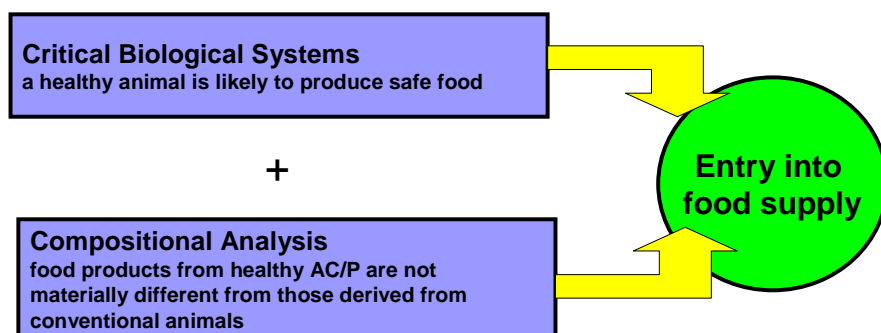 Critical Biological Systems
a healthy animal is likely to produce safe food
+
Entry into
food supply
Compositional Analysis
food products from healthy AC/P are not
materially different from those derived from
conventional animals